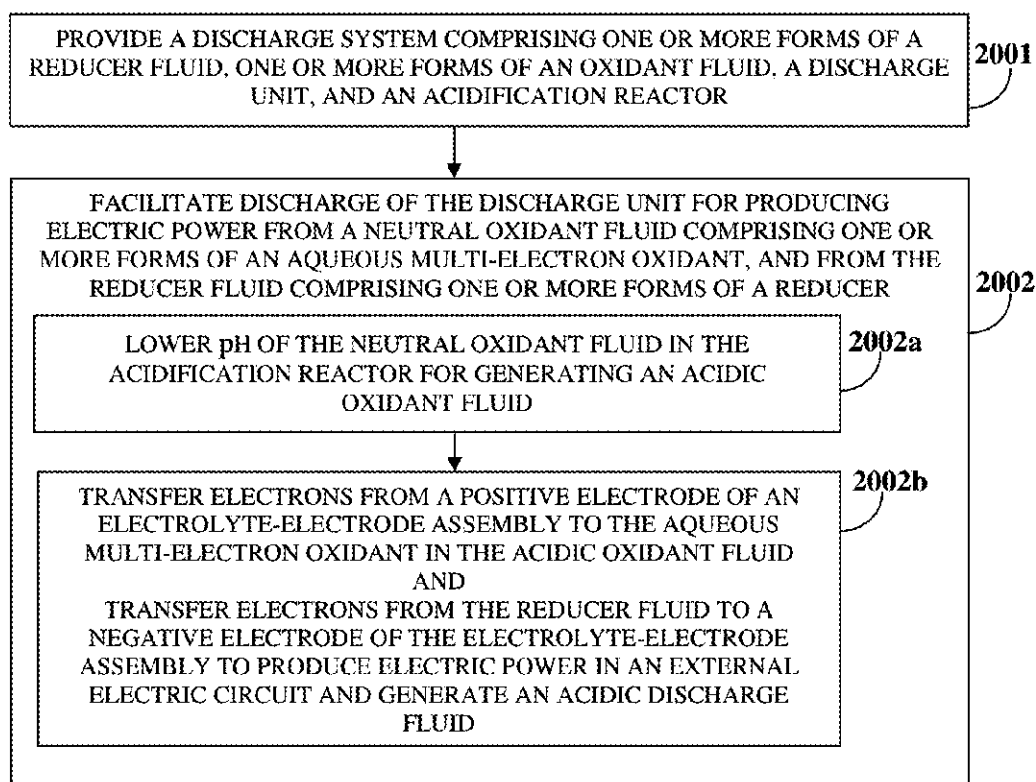 PROVIDE A DISCHARGE SYSTEM COMPRISING ONE OR MORE FORMS OF A
REDUCER FLUID, ONE OR MORE FORMS OF AN OXIDANT FLUID, A DISCHARGE
UNIT, AND AN ACIDIFICATION REACTOR
2001
FACILITATE DISCHARGE OF THE DISCHARGE UNIT FOR PRODUCING
ELECTRIC POWER FROM A NEUTRAL OXIDANT FLUID COMPRISING ONE OR
MORE FORMS OF AN AQUEOUS MULTI-ELECTRON OXIDANT, AND FROM THE
REDUCER FLUID COMPRISING ONE OR MORE FORMS OF A REDUCER
2002
LOWER pH OF THE NEUTRAL OXIDANT FLUID IN THE
ACIDIFICATION REACTOR FOR GENERATING AN ACIDIC
OXIDANT FLUID
2002a
TRANSFER ELECTRONS FROM A POSITIVE ELECTRODE OF AN
ELECTROLYTE-ELECTRODE ASSEMBLY TO THE AQUEOUS
MULTI-ELECTRON OXIDANT IN THE ACIDIC OXIDANT FLUID
AND
TRANSFER ELECTRONS FROM THE REDUCER FLUID TO A
NEGATIVE ELECTRODE OF THE ELECTROLYTE-ELECTRODE
ASSEMBLY TO PRODUCE ELECTRIC POWER IN AN EXTERNAL
ELECTRIC CIRCUIT AND GENERATE AN ACIDIC DISCHARGE
FLUID
2002b